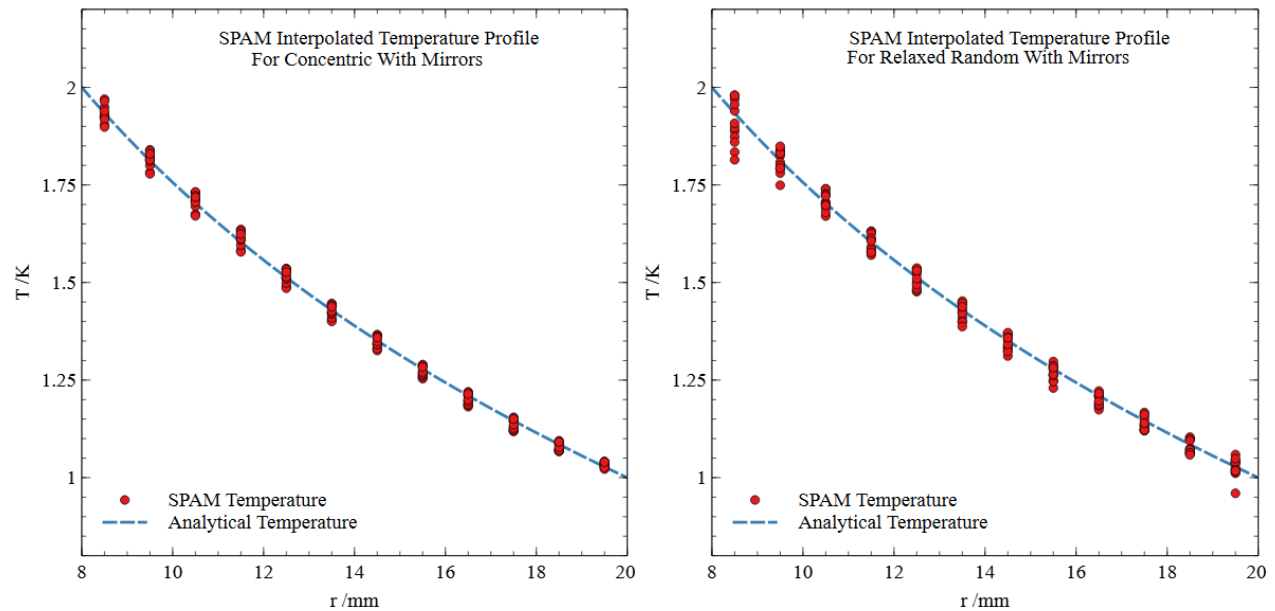 SPAM Interpolated Temperature Profile
For Concentric With Mirrors
2
1.75
1.5
1.25
1
T /K
SPAM Temperature
Analytical Temperature
8 10 12 14 16 18 20
r /mm
SPAM Interpolated Temperature Profile
For Relaxed Random With Mirrors
2
1.75
1.5
1.25
1
T /K
SPAM Temperature
Analytical Temperature
8 10 12 14 16 18 20
r /mm